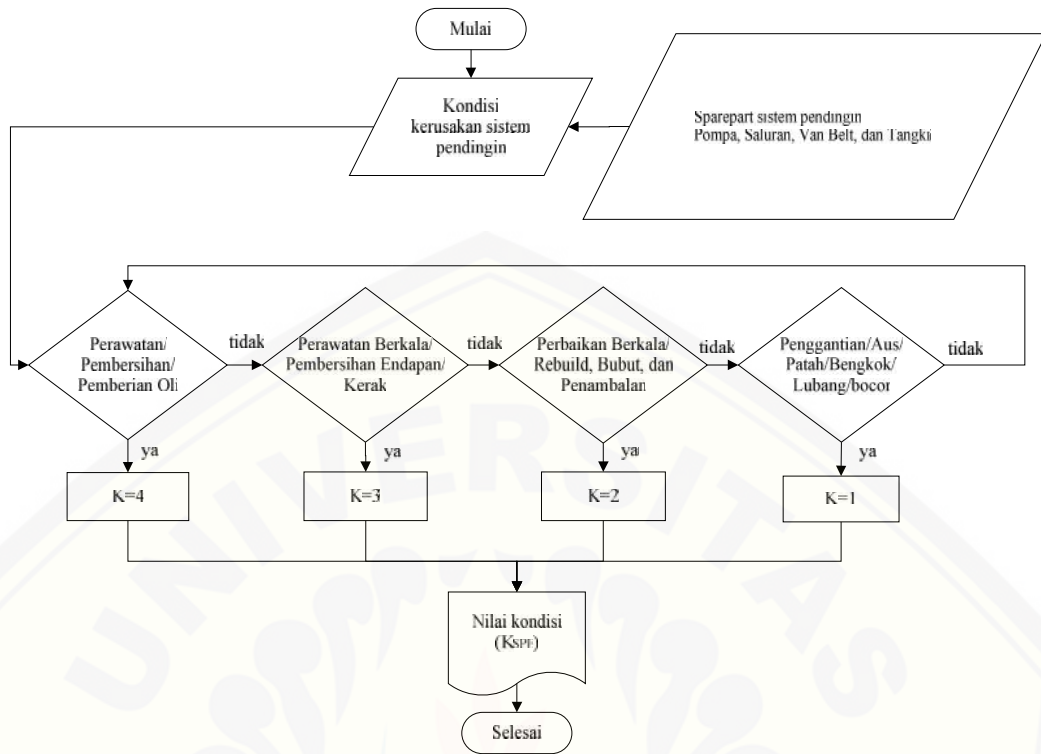 Mulai
Kondisi
kerusakan sistem
pendingin
Sparepart sistem pendingin
Pompa, Saluran, Van Belt, dan Tangki
Perawatan/
Pembersihan/
Pemberian Oli
tidak
Perawatan Berkala/
Pembersihan Endapan/
Kerak
tidak
Perbaikan Berkala/
Rebuild, Bubut, dan
Penambalan
tidak
Penggantian/Aus/
Patah/Bengkok/
Lubang/bocor
tidak
ya
ya
ya
ya
K=4
K=3
K=2
K=1
Nilai kondisi
(KSPF)
Selesai
UNIVERSITAS